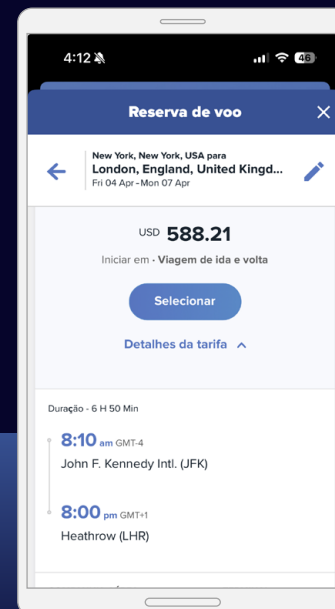 4:12
46
Reserva de voo
New York, New York, USA para
London, England, United Kingd...
Fri 04 Apr - Mon 07 Apr
USD 588.21
Iniciar em · Viagem de ida e volta
Selecionar
Detalhes da tarifa
Duração - 6 H 50 Min
8:10 am GMT-4
John F. Kennedy Intl. (JFK)
8:00 pm GMT+1
Heathrow (LHR)